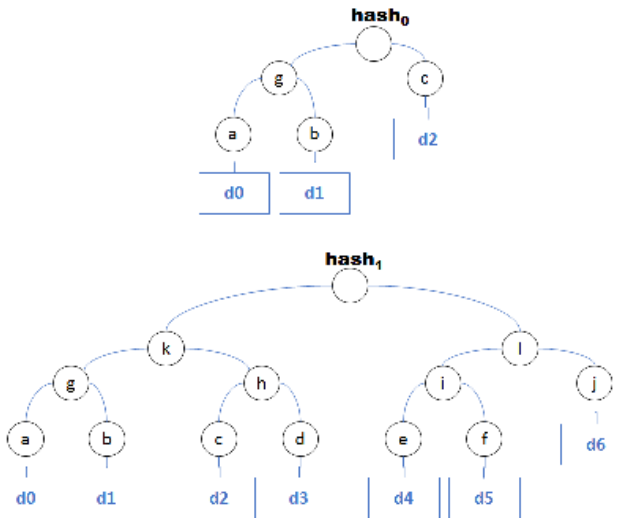 hash₀
g c
a b
d2
d0 d1
hash₁
k l
g h i j
a b c d e f
d6
d0 d1 d2 d3 d4 d5